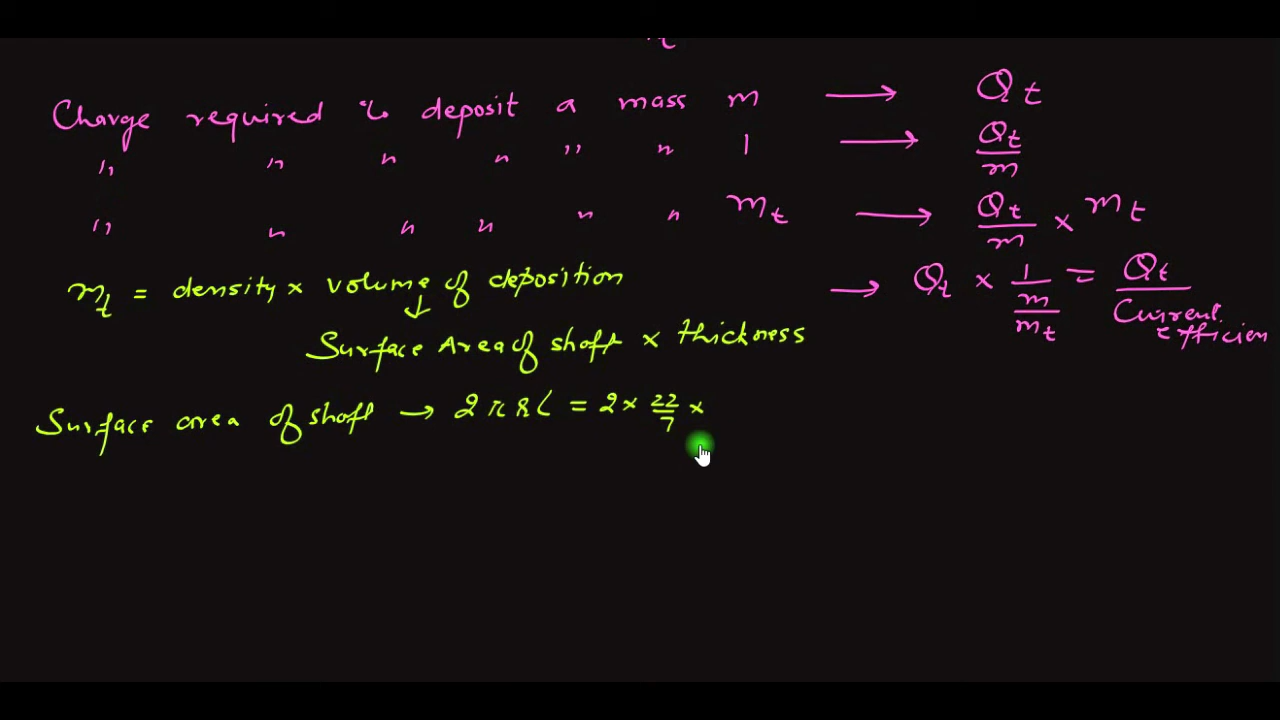 Charge required to deposit a mass m → Qt
" " " " " " 1 → Qt/m
" " " " " " mt → Qt/m × mt
mt = density × volume of deposition
→ Qt × 1/(m/mt) = Qt/Current efficien
↓
Surface Area of shaft × thickness
Surface area of shaft → 2πRL = 2 × 22/7 ×